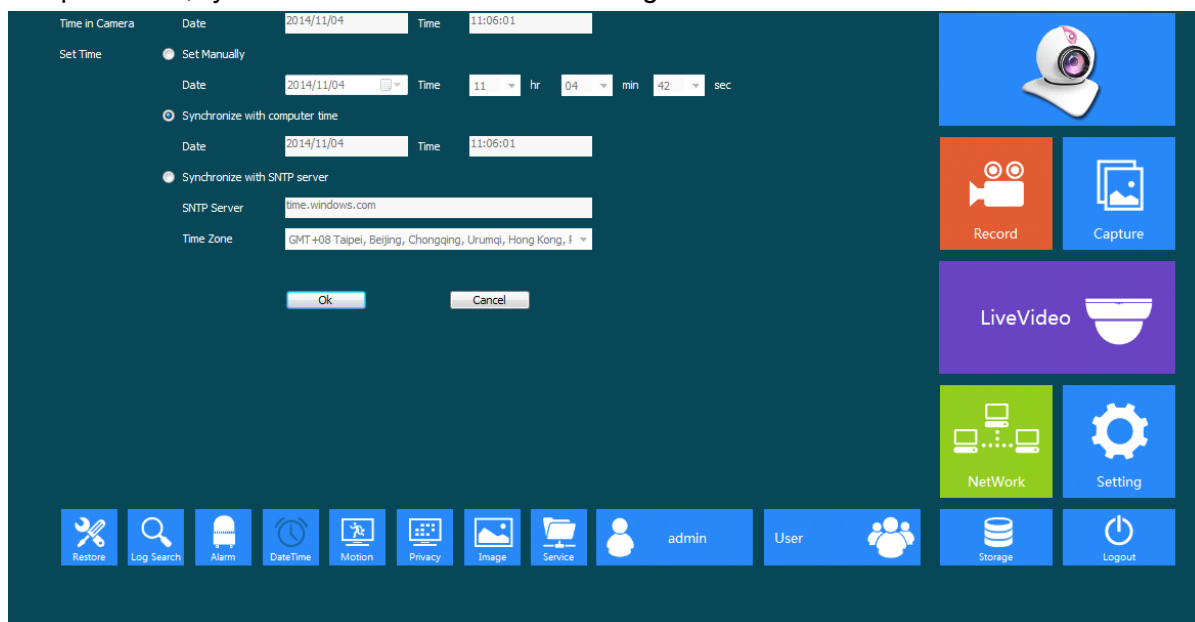 Time in Camera Date 2014/11/04 Time 11:06:01
Set Time Set Manually
Date 2014/11/04 Time 11 hr 04 min 42 sec
Synchronize with computer time
Date 2014/11/04 Time 11:06:01
Synchronize with SNTP server
SNTP Server time.windows.com
Time Zone GMT+08 Taipei, Beijing, Chongqing, Urumqi, Hong Kong,
Ok Cancel
Record Capture
LiveVideo
NetWork Setting
Restore Log Search Alarm DateTime Motion Privacy Image Service admin User Storage Logout